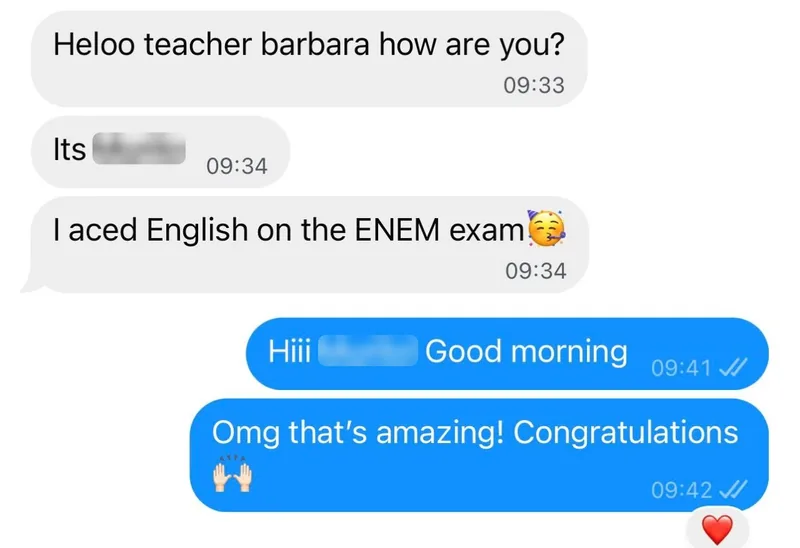 Heloo teacher barbara how are you?
09:33
Its
09:34
I aced English on the ENEM exam🥳
09:34
Hiii Good morning
09:41
Omg that’s amazing! Congratulations
🙌🏻
09:42